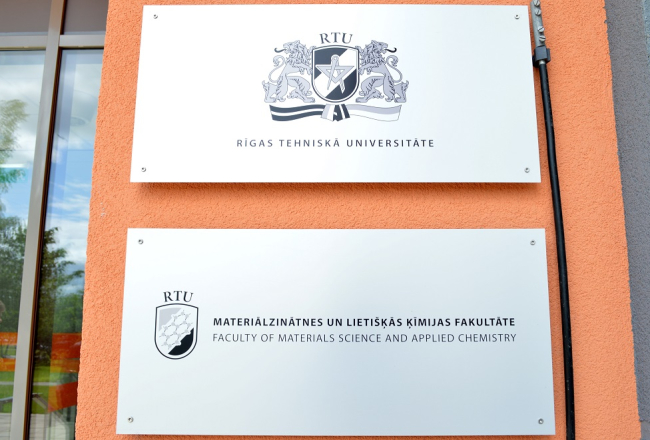 RTU
RĪGAS TEHNISKĀ UNIVERSITĀTE
RTU
MATERIĀLZINĀTNES UN LIETIŠĶĀS ĶĪMIJAS FAKULTĀTE
FACULTY OF MATERIALS SCIENCE AND APPLIED CHEMISTRY